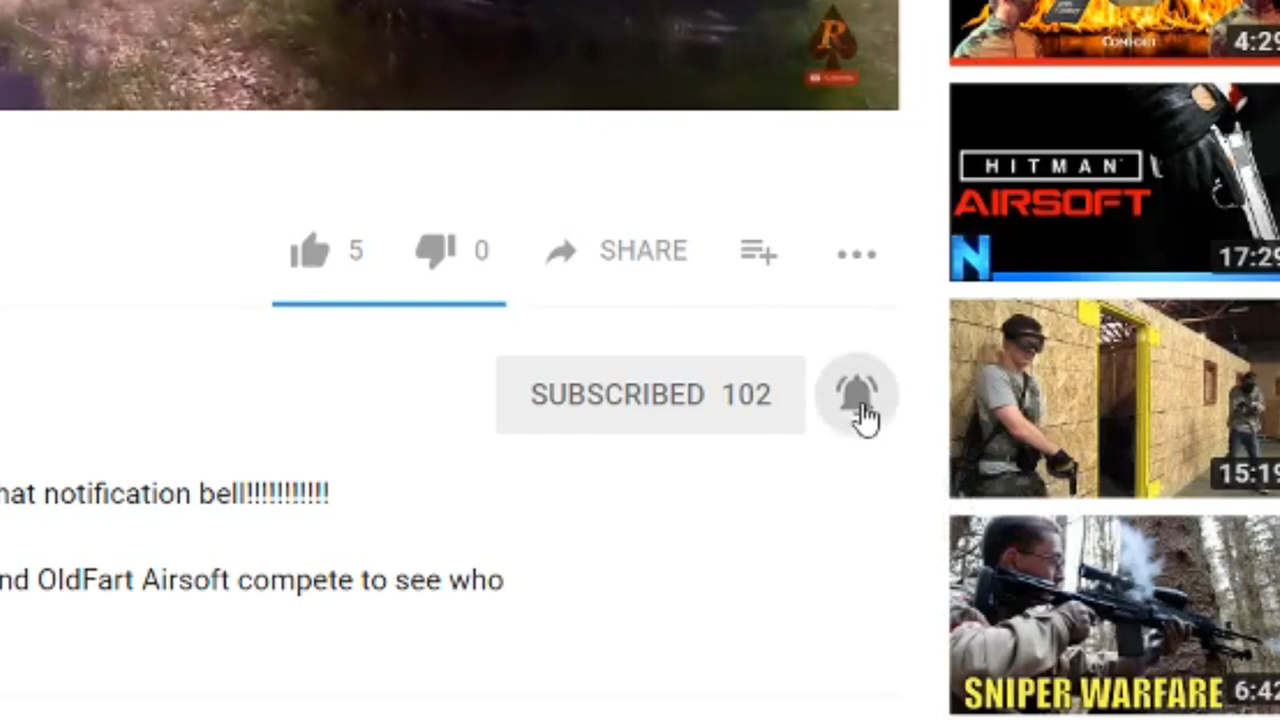 R
COMFORT
4:29
HITMAN
AIRSOFT
N
17:29
5 0 SHARE
SUBSCRIBED 102
15:19
hat notification bell!!!!!!!!!!!!
nd OldFart Airsoft compete to see who
SNIPER WARFARE 6:42